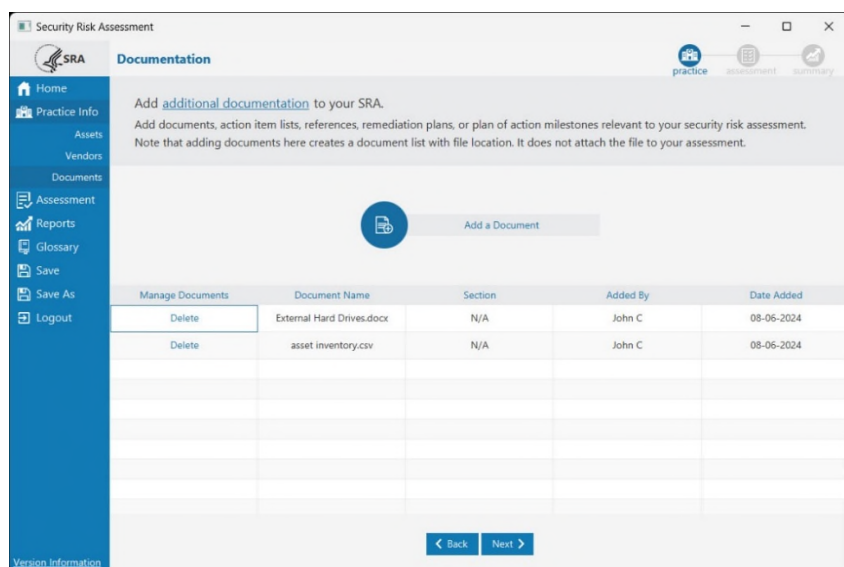 Security Risk Assessment
SRA
Documentation
practice
assessment
summary
Home
Practice Info
Assets
Vendors
Documents
Assessment
Reports
Glossary
Save
Save As
Logout
Version Information
Add additional documentation to your SRA.
Add documents, action item lists, references, remediation plans, or plan of action milestones relevant to your security risk assessment.
Note that adding documents here creates a document list with file location. It does not attach the file to your assessment.
Add a Document
Manage Documents Document Name Section Added By Date Added
Delete External Hard Drives.docx N/A John C 08-06-2024
Delete asset inventory.csv N/A John C 08-06-2024
Back Next